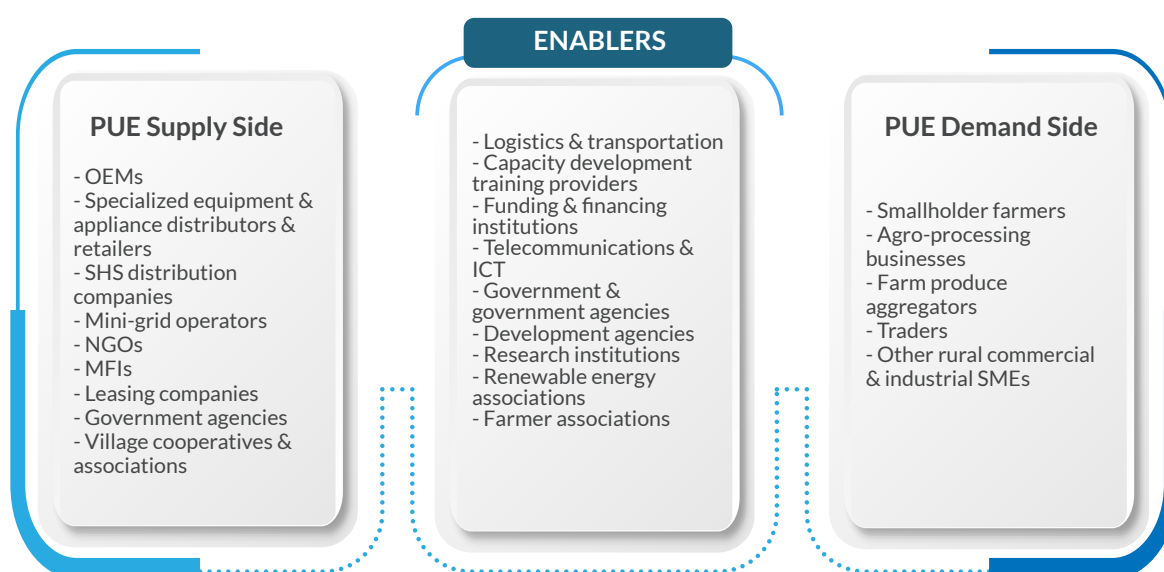 ENABLERS
PUE Supply Side
- OEMs
- Specialized equipment &
appliance distributors &
retailers
- SHS distribution
companies
- Mini-grid operators
- NGOs
- MFIs
- Leasing companies
- Government agencies
- Village cooperatives &
associations
- Logistics & transportation
- Capacity development
training providers
- Funding & financing
institutions
- Telecommunications &
ICT
- Government &
government agencies
- Development agencies
- Research institutions
- Renewable energy
associations
- Farmer associations
PUE Demand Side
- Smallholder farmers
- Agro-processing
businesses
- Farm produce
aggregators
- Traders
- Other rural commercial
& industrial SMEs